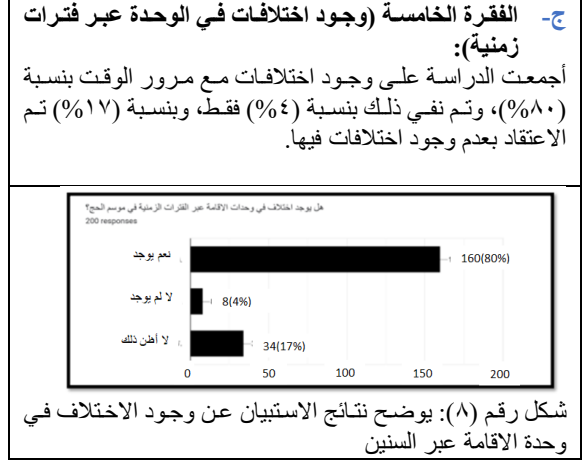 ج- الفقرة الخامسة (وجود اختلافات في الوحدة عبر فترات
زمنية):
أجمعت الدراسة على وجود اختلافات مع مرور الوقت بنسبة
(٨٠%)، وتم نفي ذلك بنسبة (٤%) فقط، وبنسبة (١٧%) تم
الاعتقاد بعدم وجود اختلافات فيها.
هل يوجد اختلاف في وحدات الاقامة عبر الفترات الزمنية في موسم الحج؟
200 responses
نعم يوجد
160(80%)
لا لم يوجد
8(4%)
لا أظن ذلك
34(17%)
0 50 100 150 200
شكل رقم (٨): يوضح نتائج الاستبيان عن وجود الاختلاف في
وحدة الاقامة عبر السنين